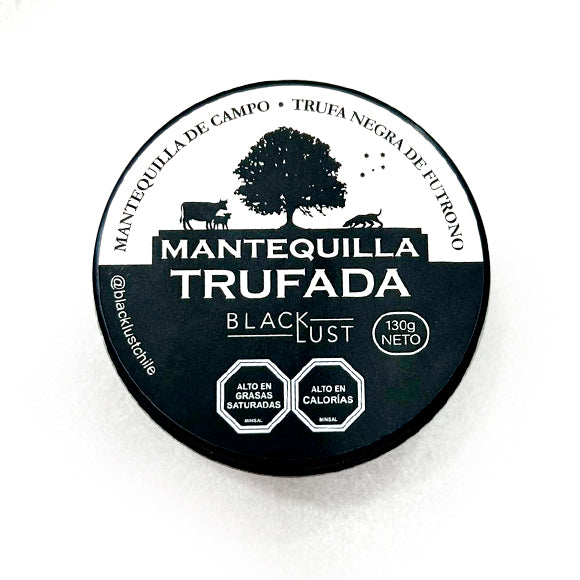 MANTEQUILLA DE CAMPO • TRUFA NEGRA DE FUTRONO
MANTEQUILLA
TRUFADA
BLACK
LUST
130g
NETO
@blacklustchile
ALTO EN
GRASAS
SATURADAS
MINSAL
ALTO EN
CALORÍAS
MINSAL